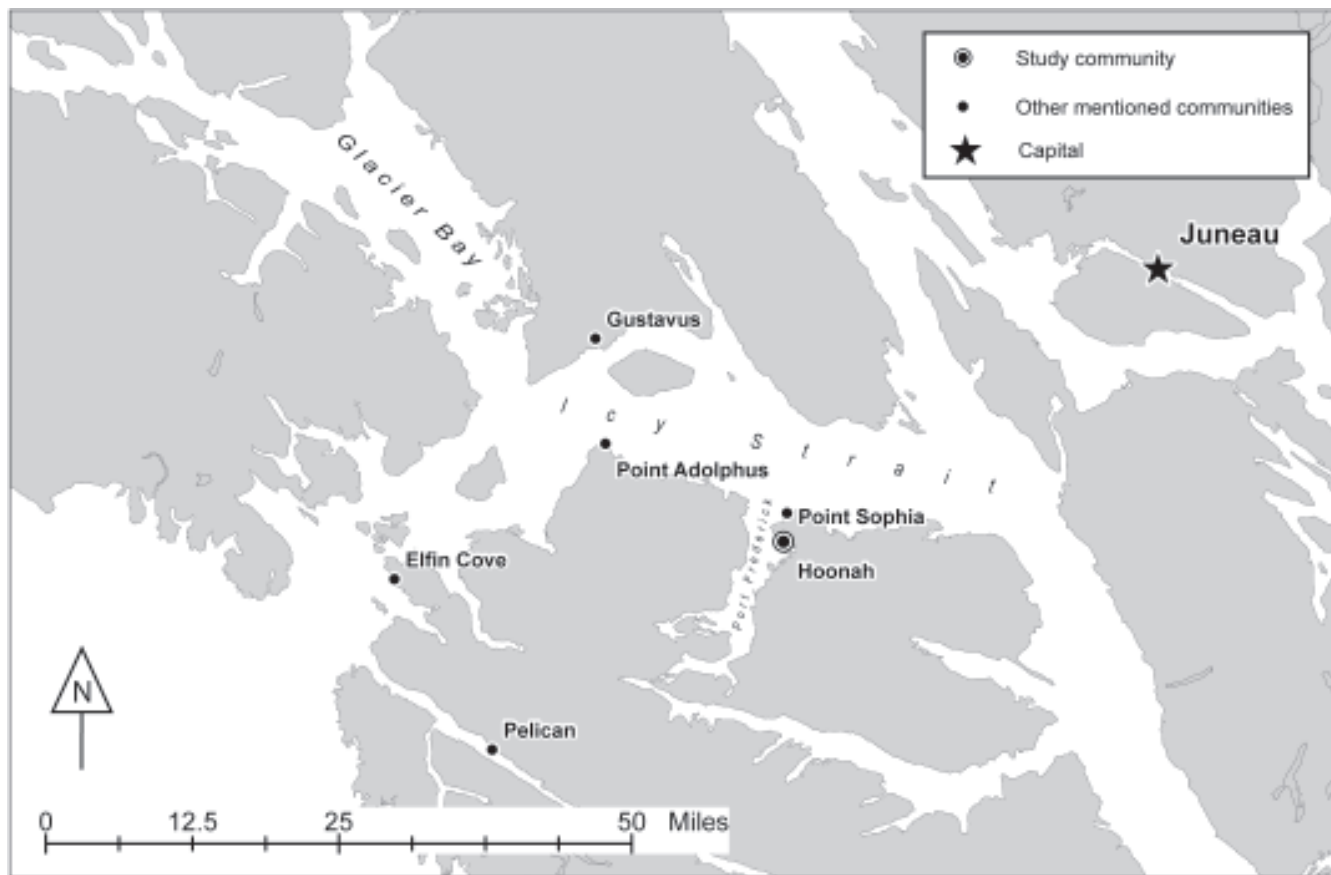 Study community
Other mentioned communities
Capital
Glacier Bay
Juneau
Gustavus
Icy Strait
Point Adolphus
Point Sophia
Port Frederick
Hoonah
Elfin Cove
N
Pelican
0 12.5 25 50 Miles